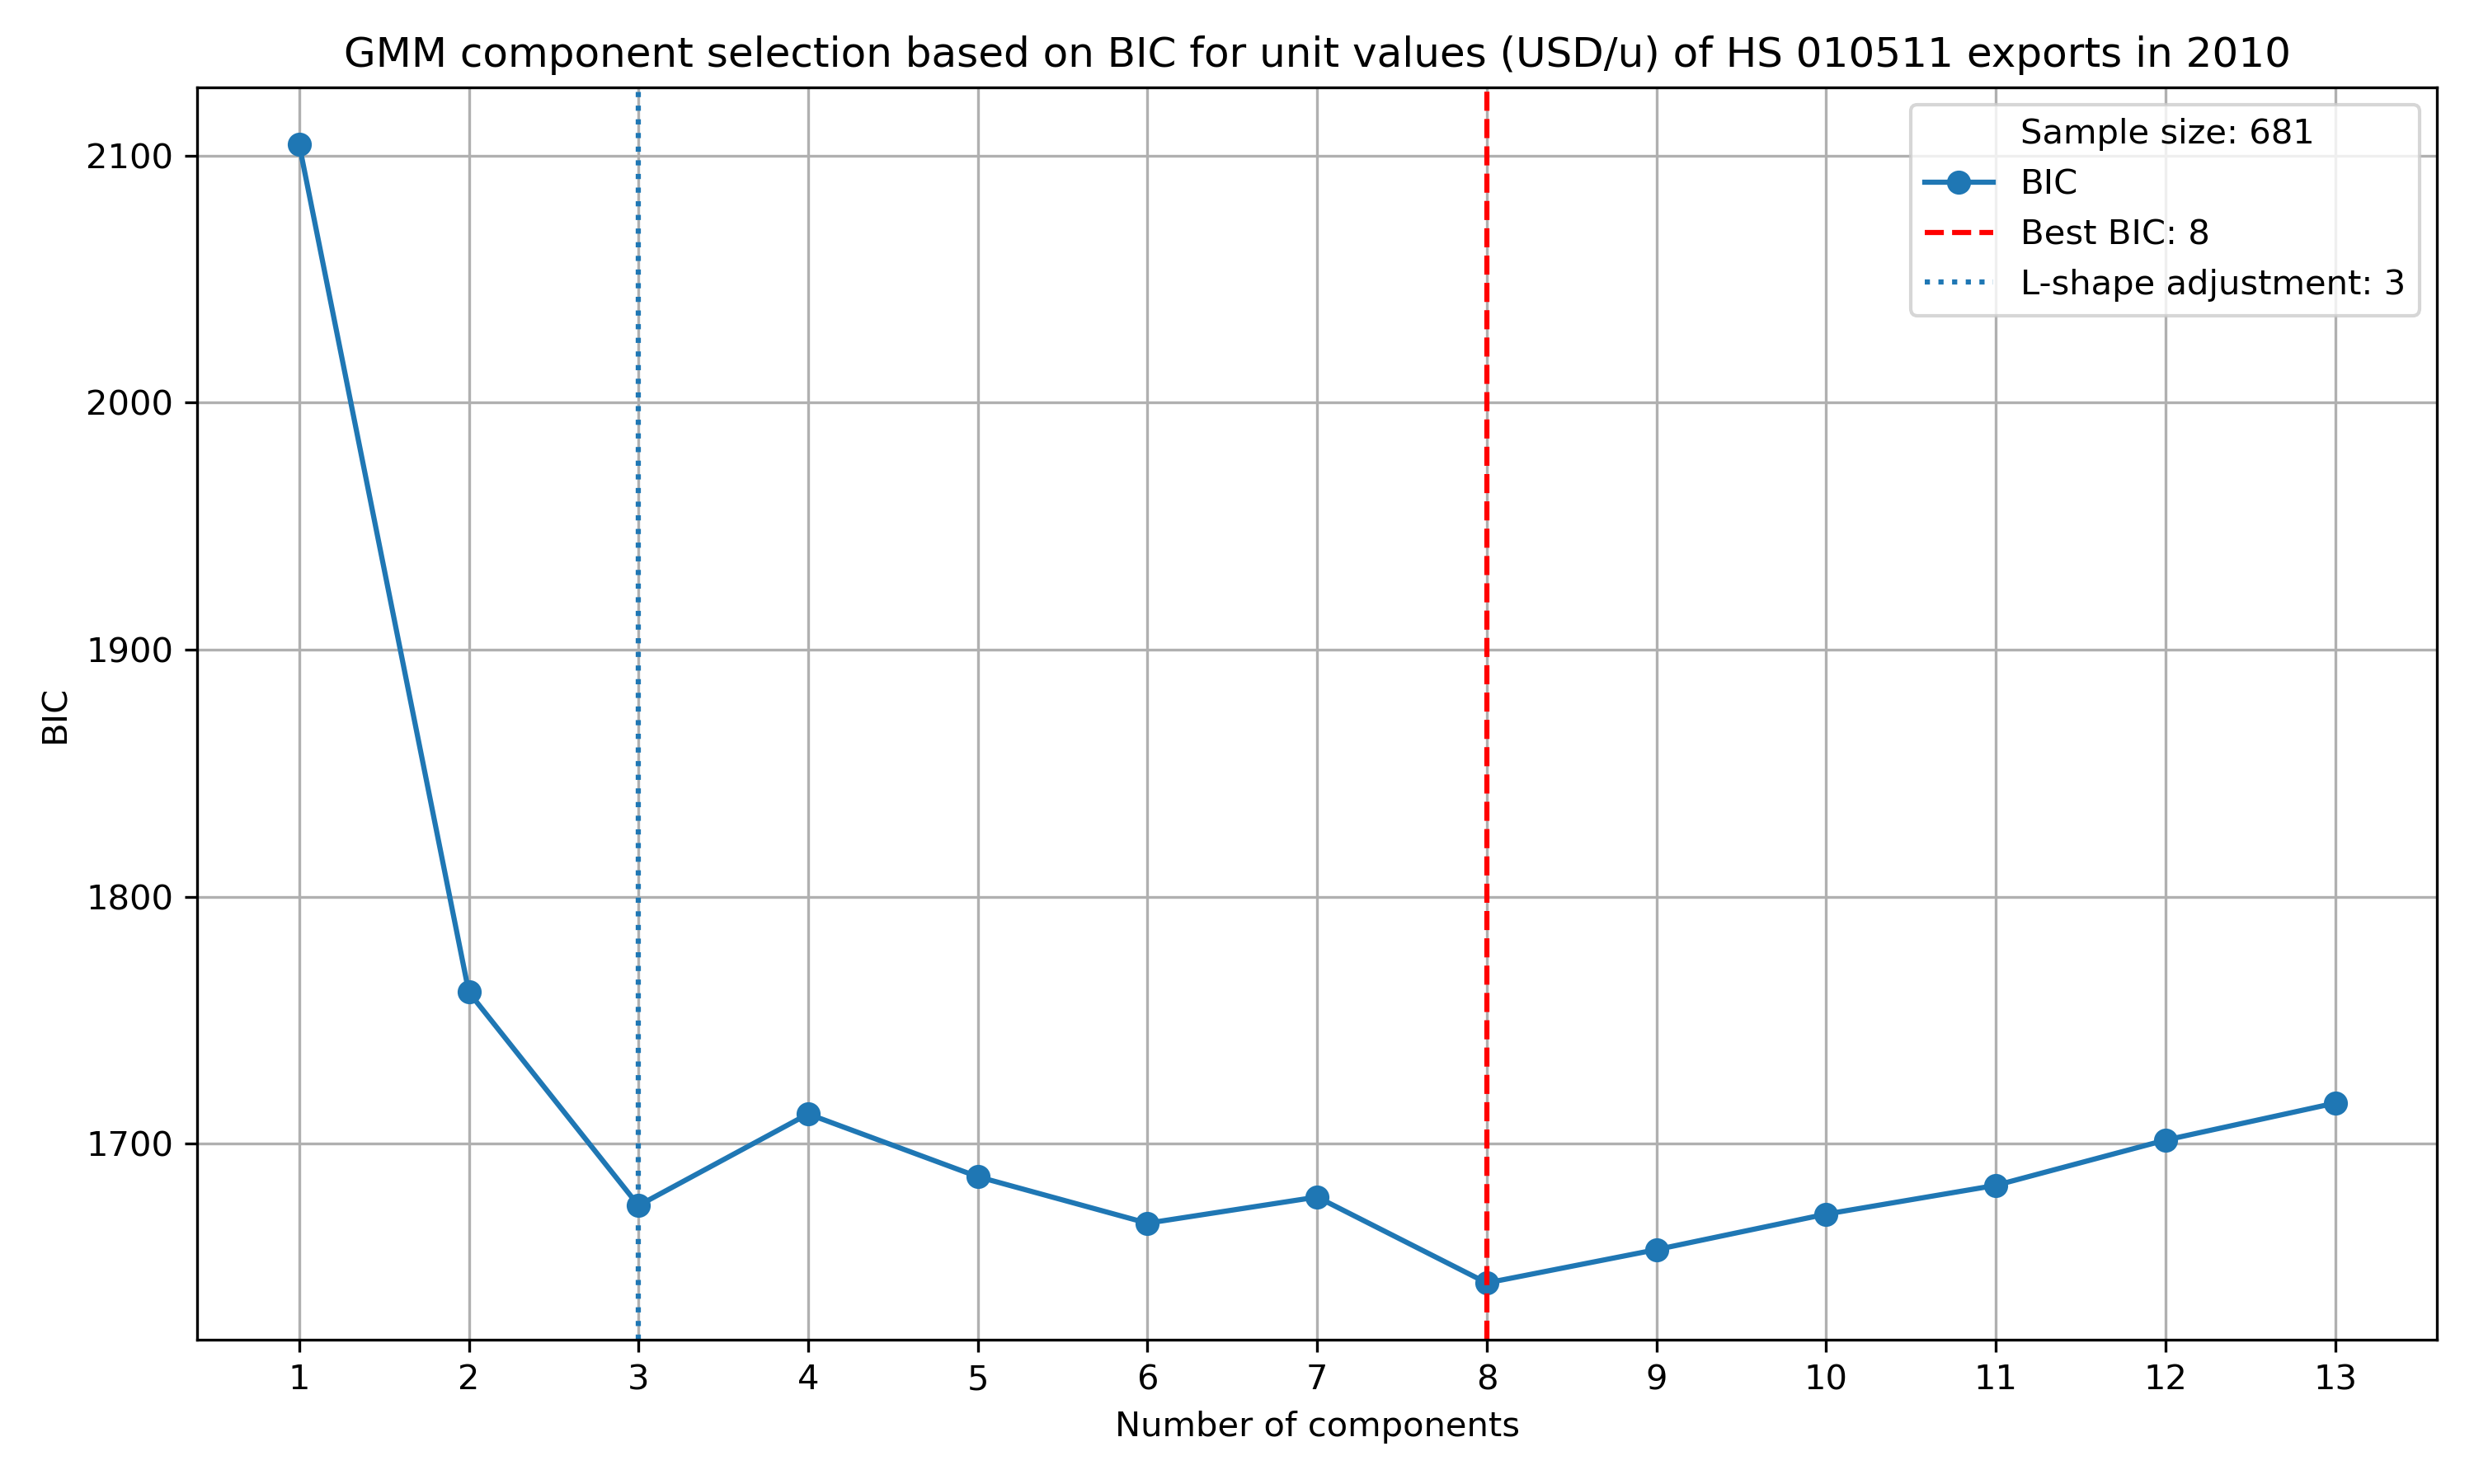 GMM component selection based on BIC for unit values (USD/u) of HS 010511 exports in 2010
Sample size: 681
BIC
Best BIC: 8
L-shape adjustment: 3
2100
2000
1900
1800
1700
BIC
1 2 3 4 5 6 7 8 9 10 11 12 13
Number of components